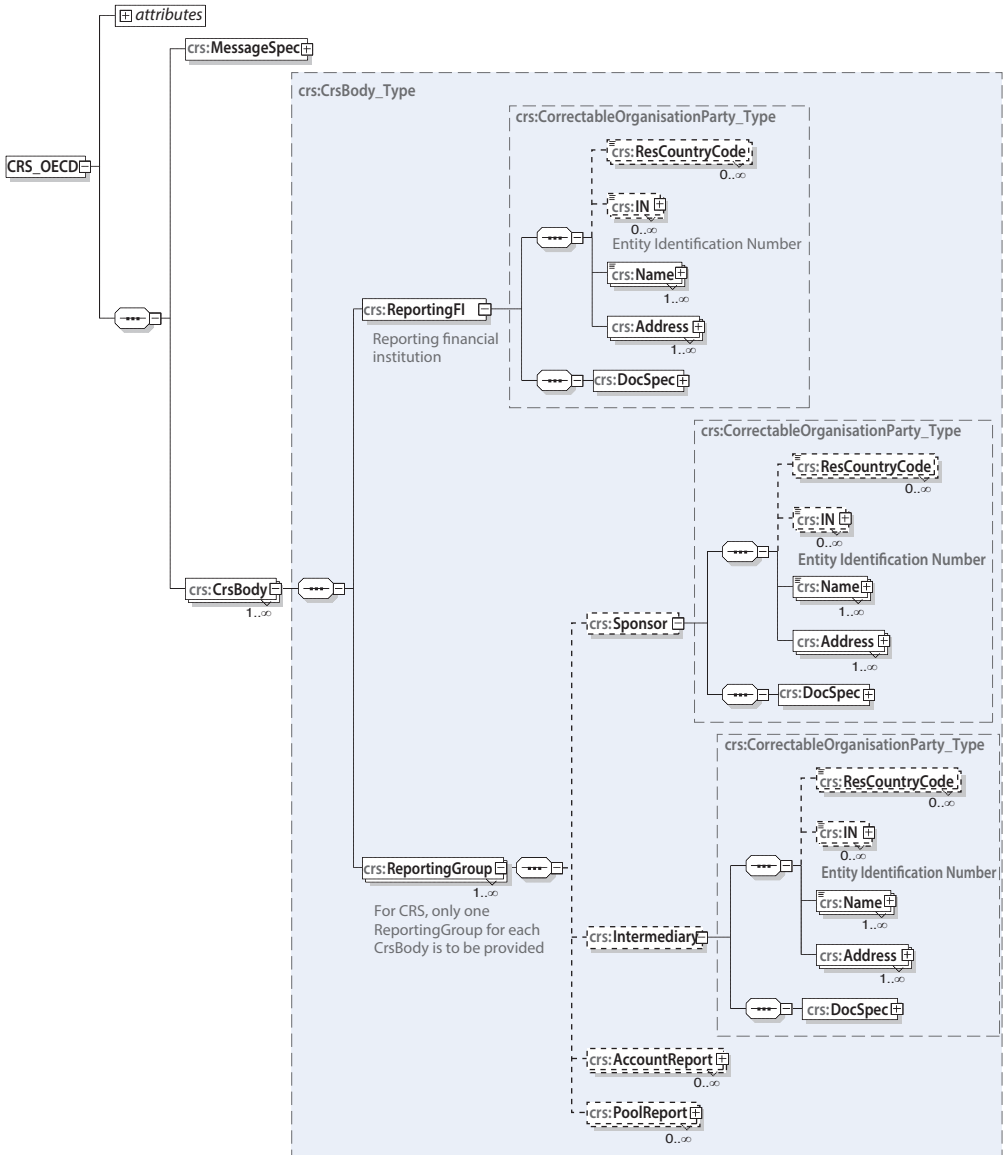 attributes
crs:MessageSpec
crs:CrsBody_Type
crs:CorrectableOrganisationParty_Type
crs:ResCountryCode
0..∞
CRS_OECD
crs:IN
0..∞
Entity Identification Number
crs:Name
1..∞
crs:ReportingFI
Reporting financial
institution
crs:Address
1..∞
crs:DocSpec
crs:CorrectableOrganisationParty_Type
crs:ResCountryCode
0..∞
crs:IN
0..∞
Entity Identification Number
crs:CrsBody
1..∞
crs:Name
1..∞
crs:Sponsor
crs:Address
1..∞
crs:DocSpec
crs:CorrectableOrganisationParty_Type
crs:ResCountryCode
0..∞
crs:IN
0..∞
Entity Identification Number
crs:ReportingGroup
1..∞
For CRS, only one
ReportingGroup for each
CrsBody is to be provided
crs:Name
1..∞
crs:Intermediary
crs:Address
1..∞
crs:DocSpec
crs:AccountReport
0..∞
crs:PoolReport
0..∞